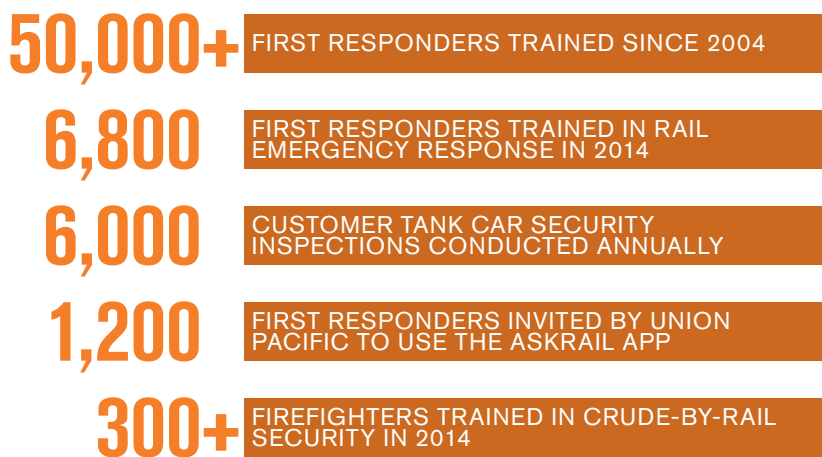 50,000+ FIRST RESPONDERS TRAINED SINCE 2004
6,800 FIRST RESPONDERS TRAINED IN RAIL
EMERGENCY RESPONSE IN 2014
6,000 CUSTOMER TANK CAR SECURITY
INSPECTIONS CONDUCTED ANNUALLY
1,200 FIRST RESPONDERS INVITED BY UNION
PACIFIC TO USE THE ASKRAIL APP
300+ FIREFIGHTERS TRAINED IN CRUDE-BY-RAIL
SECURITY IN 2014